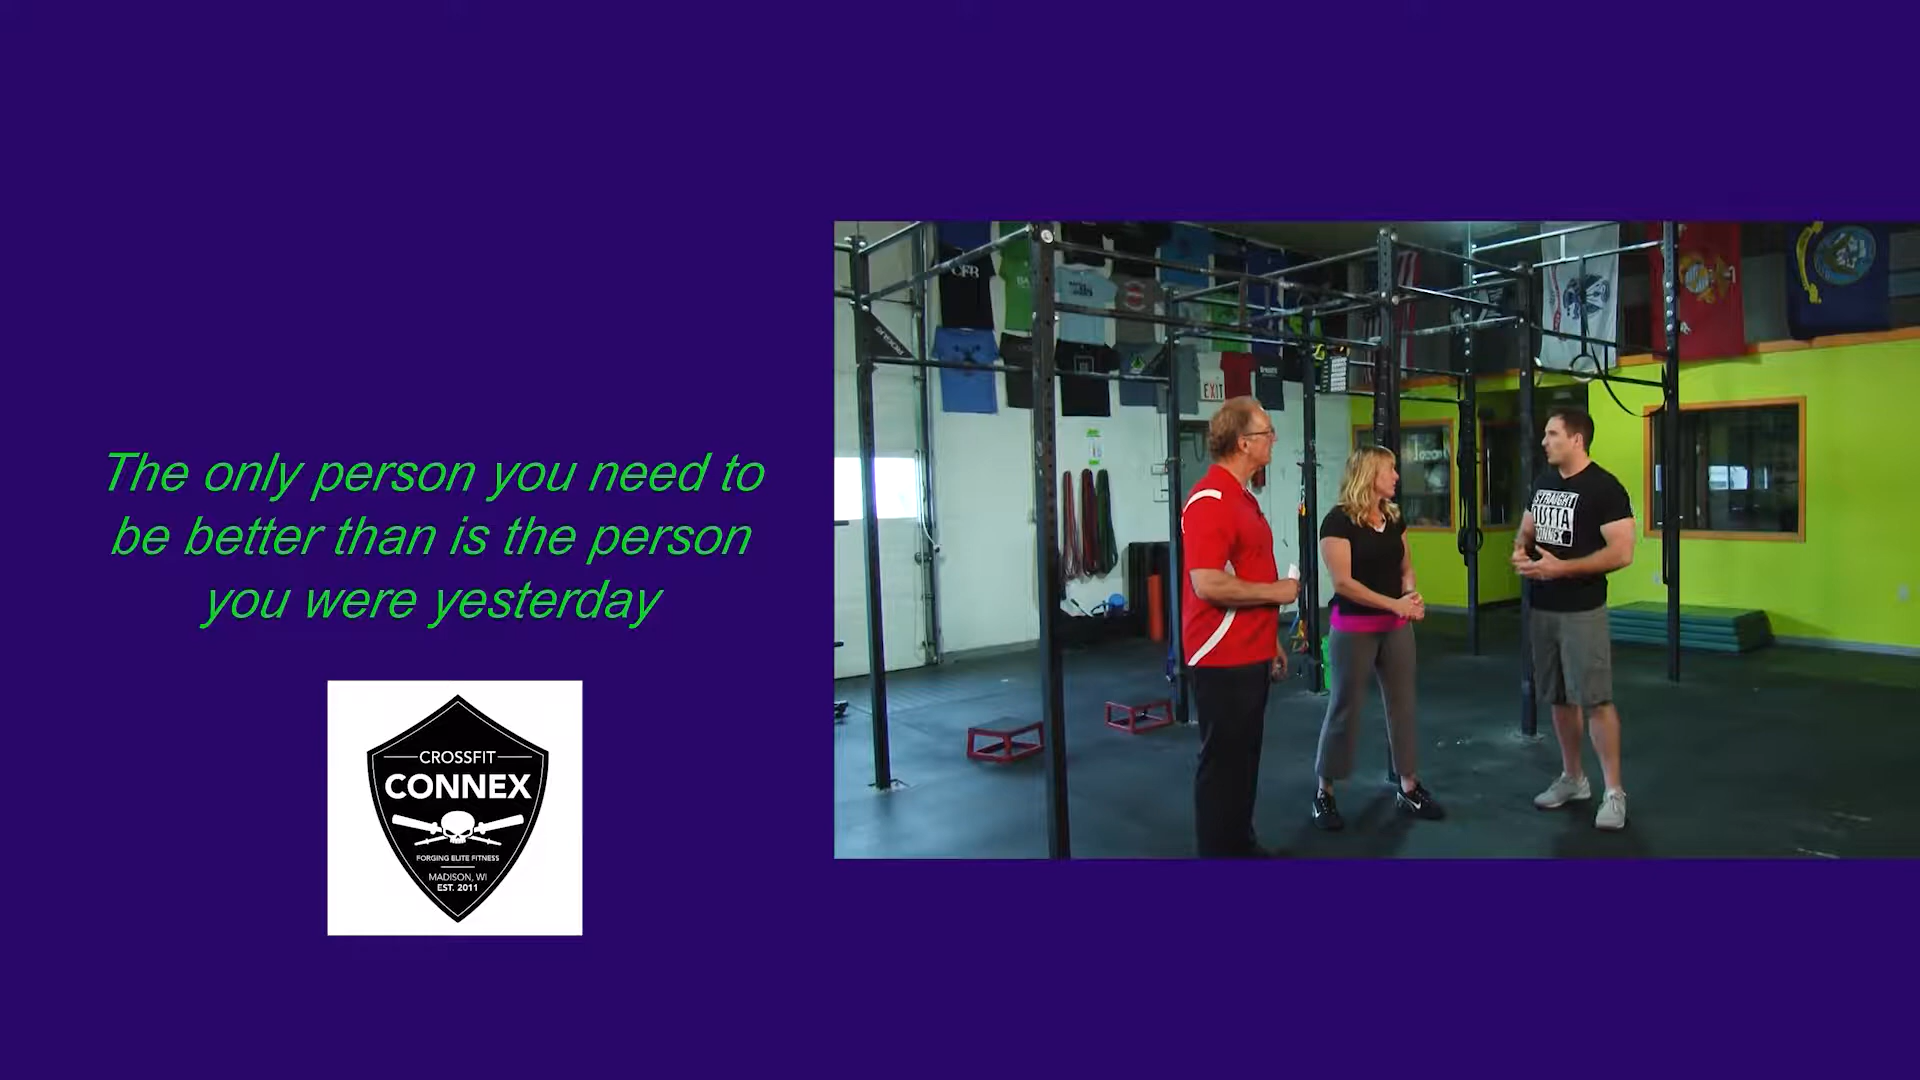 The only person you need to
be better than is the person
you were yesterday
CROSSFIT
CONNEX
FORGING ELITE FITNESS
MADISON, WI
EST. 2011
CFB
EXIT
STRAIGHT
OUTTA
CONNEX